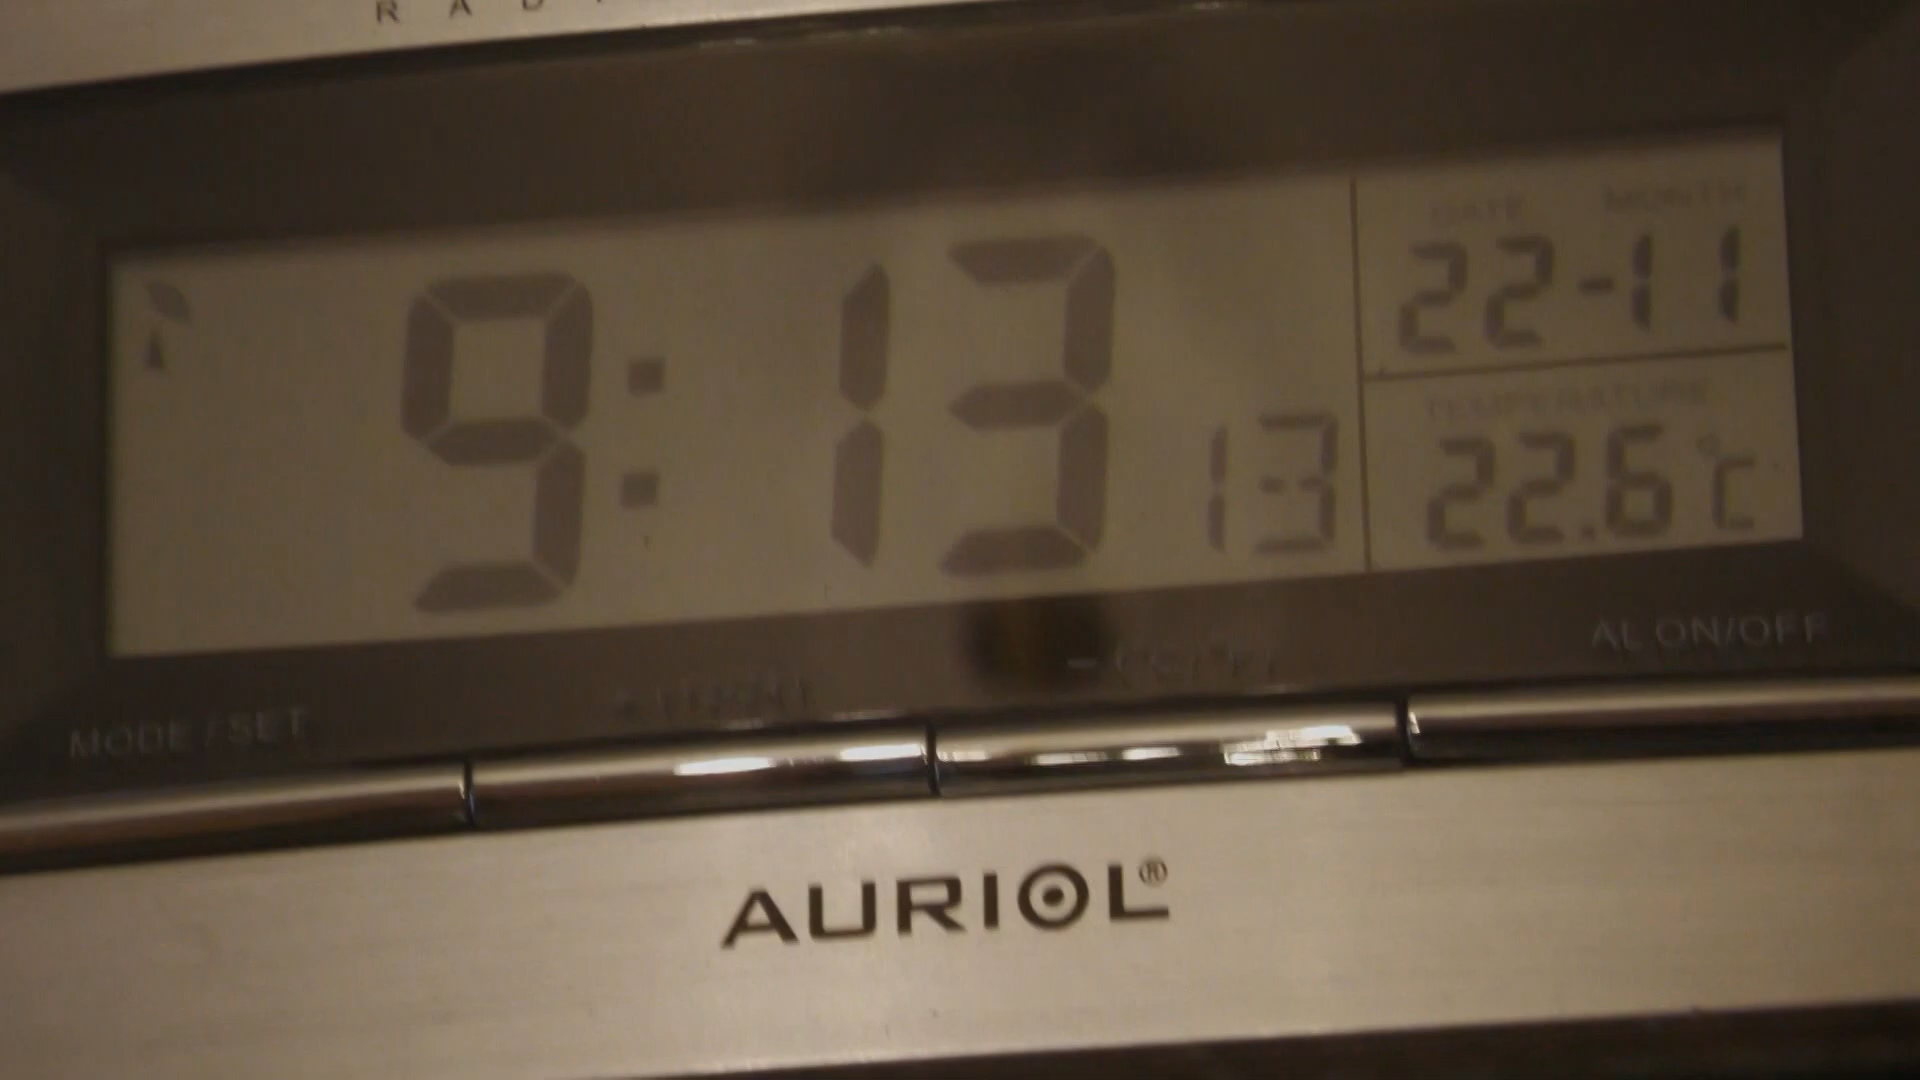 R A D
DATE MONTH
22-11
9:13 13
TEMPERATURE
22.6 °C
AL ON/OFF
MODE / SET
AURIOL®